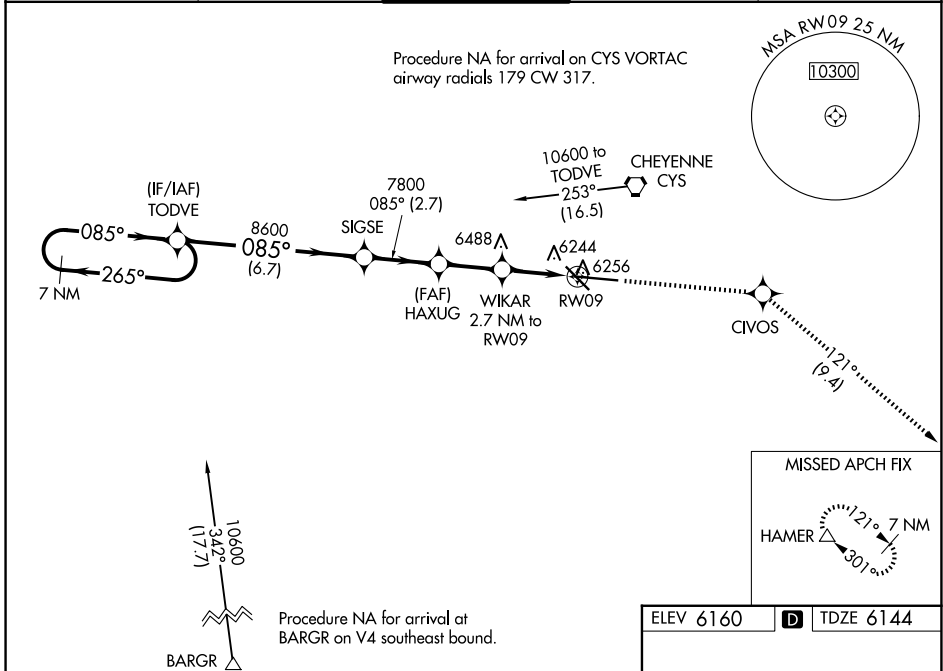 Procedure NA for arrival on CYS VORTAC
airway radials 179 CW 317.
MSA RW09 25 NM
10300
10600 to
TODVE
253°
(16.5)
CHEYENNE
CYS
(IF/IAF)
TODVE
085°
265°
7 NM
8600
085°
(6.7)
SIGSE
7800
085° (2.7)
(FAF)
HAXUG
6488
WIKAR
2.7 NM to
RW09
6244
6256
RW09
CIVOS
121°
(9.4)
10600
342°
(17.7)
BARGR
Procedure NA for arrival at
BARGR on V4 southeast bound.
MISSED APCH FIX
HAMER
121°
7 NM
301°
ELEV 6160
D
TDZE 6144